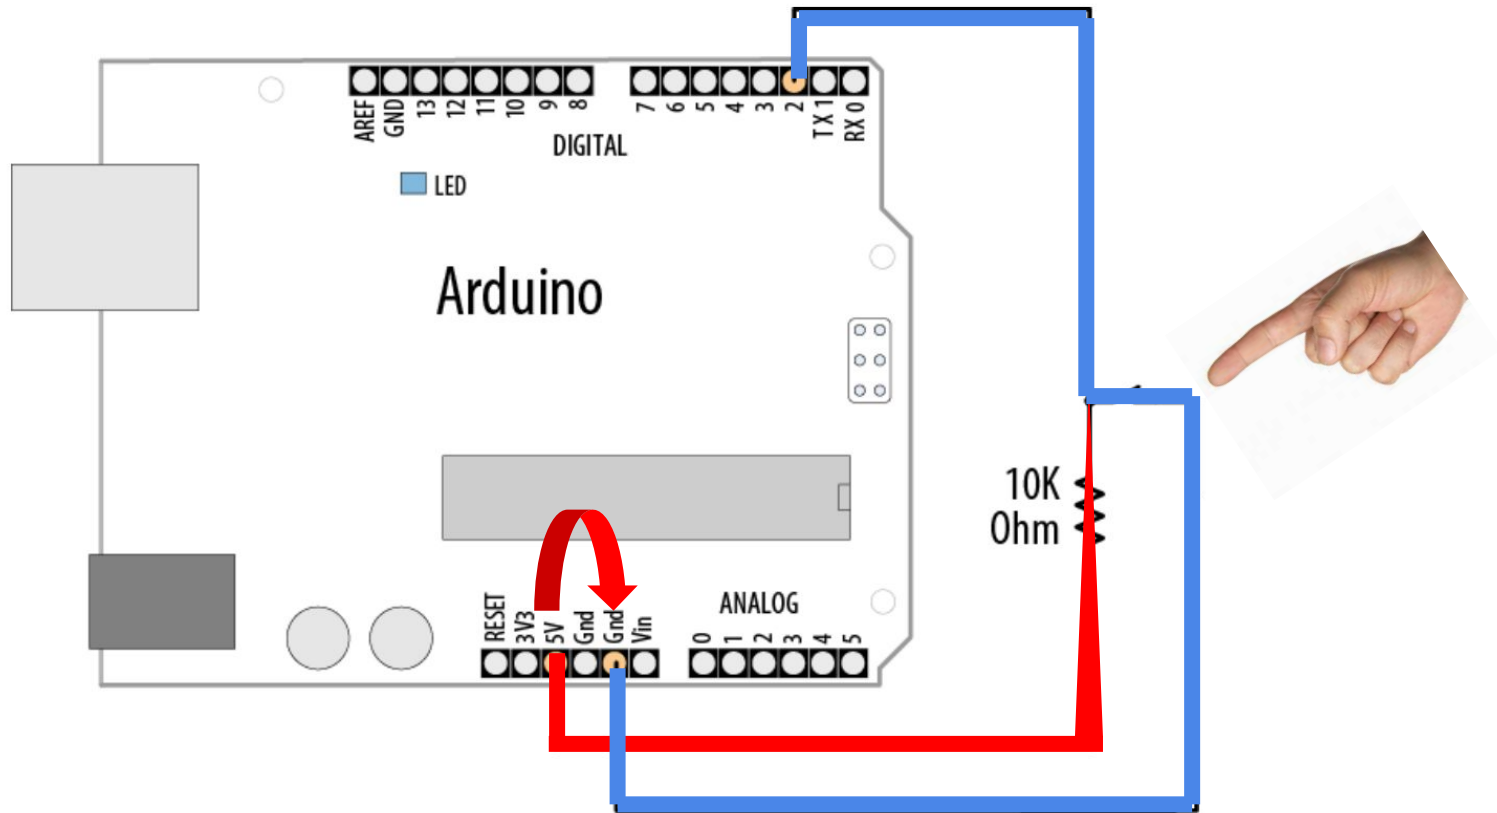 AREF
GND
13
12
11
10
9
8
7
6
5
4
3
2
TX 1
RX 0
DIGITAL
LED
Arduino
10K
Ohm
RESET
3V3
5V
Gnd
Gnd
Vin
ANALOG
0
1
2
3
4
5